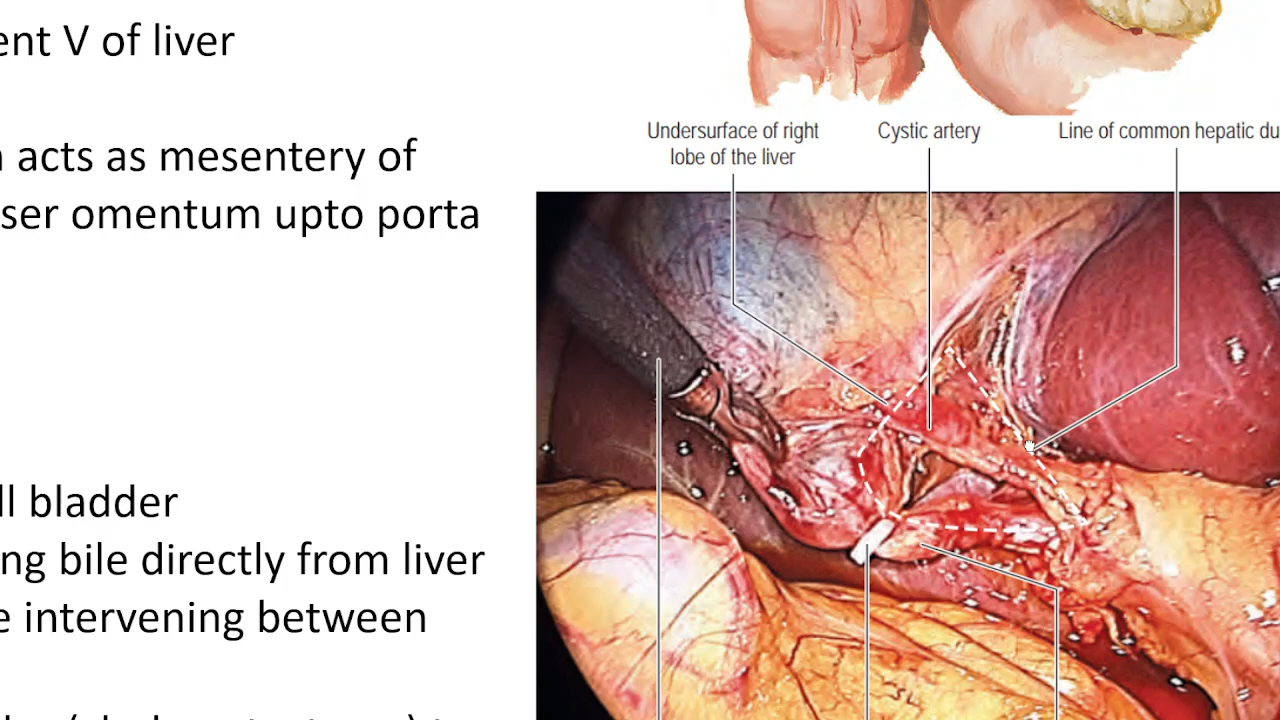 ent V of liver
acts as mesentery of
ser omentum upto porta
ll bladder
ng bile directly from liver
e intervening between
Undersurface of right
lobe of the liver
Cystic artery
Line of common hepatic du